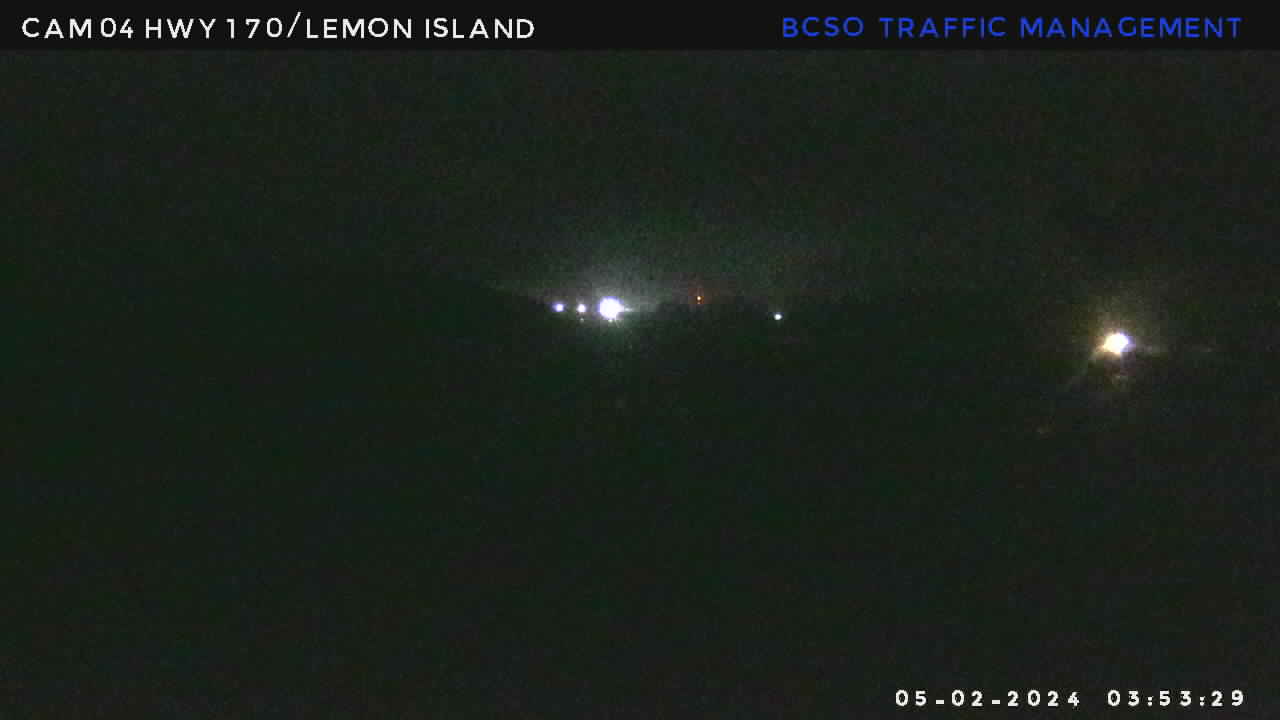 CAM04 HWY 170/LEMON ISLAND
BCSO TRAFFIC MANAGEMENT
05-02-2024 03:53:29